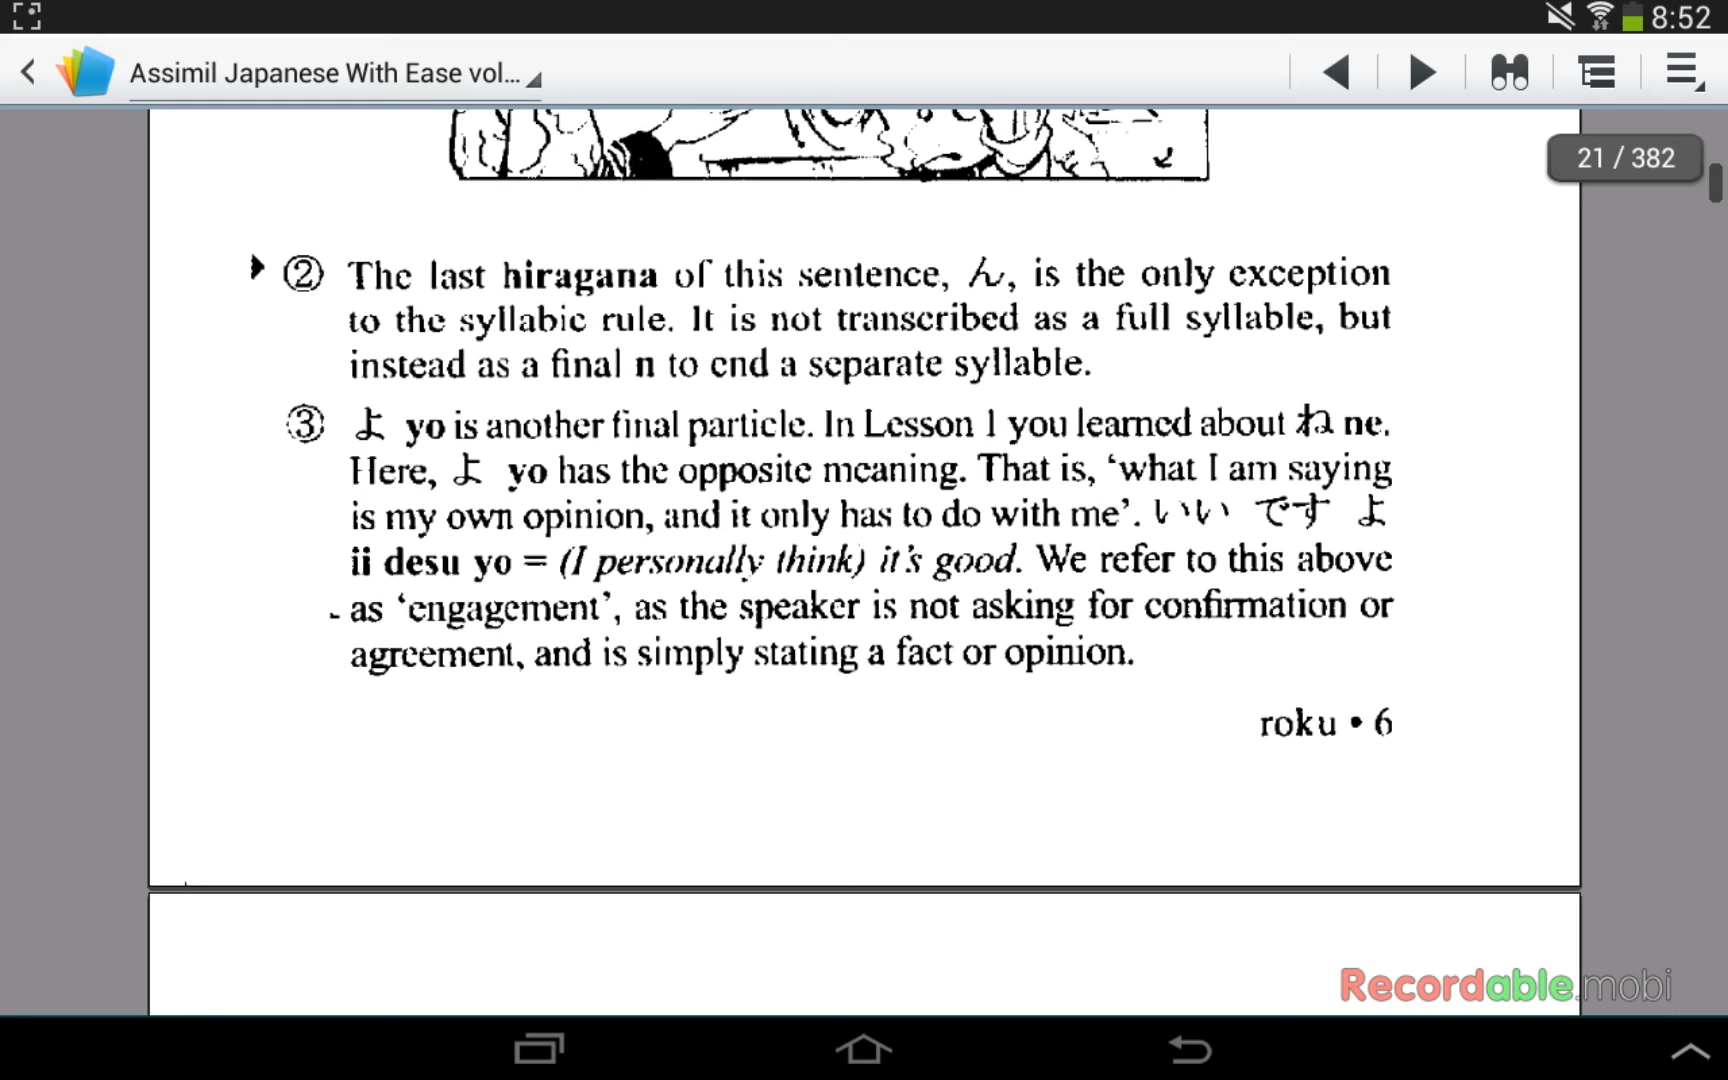 8:52
Assimil Japanese With Ease vol...
21 / 382
② The last hiragana of this sentence, ん, is the only exception
to the syllabic rule. It is not transcribed as a full syllable, but
instead as a final n to end a separate syllable.
③ よ yo is another final particle. In Lesson 1 you learned about ね ne.
Here, よ yo has the opposite meaning. That is, ‘what I am saying
is my own opinion, and it only has to do with me’. いい です よ
ii desu yo = (I personally think) it’s good. We refer to this above
as ‘engagement’, as the speaker is not asking for confirmation or
agreement, and is simply stating a fact or opinion.
roku • 6
Recordable.mobi